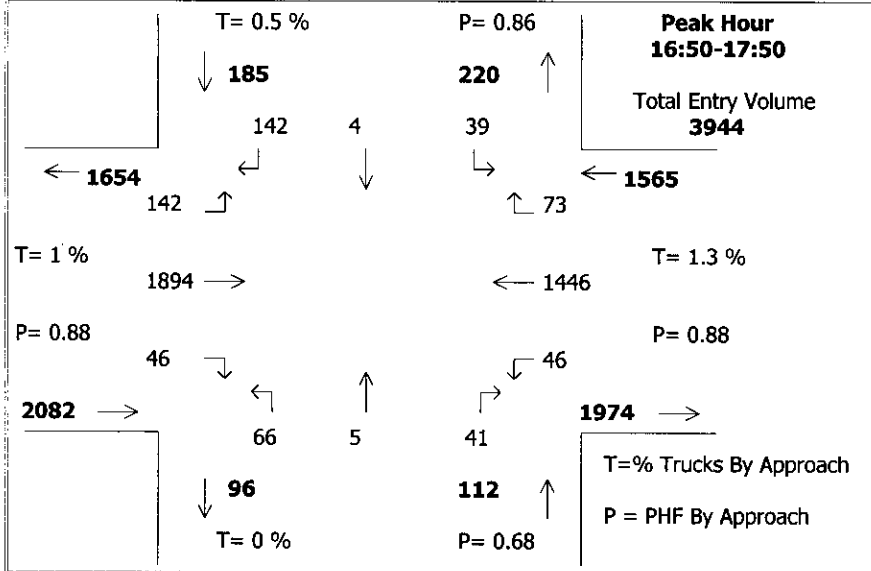 T= 0.5 %
P= 0.86
Peak Hour
16:50-17:50
185
220
Total Entry Volume
3944
142
4
39
1654
1565
142
73
T= 1 %
T= 1.3 %
1894
1446
P= 0.88
P= 0.88
46
46
2082
1974
66
5
41
T=% Trucks By Approach
96
112
P = PHF By Approach
T= 0 %
P= 0.68